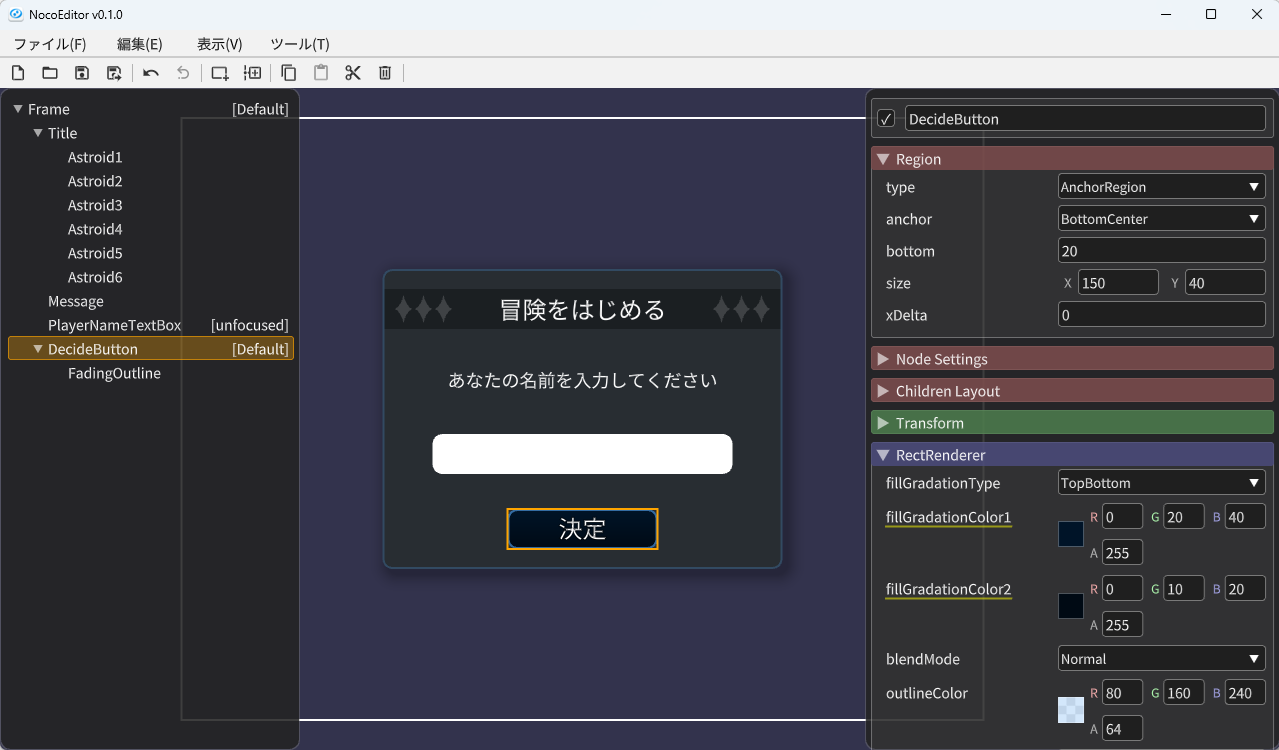 NocoEditor v0.1.0
ファイル(F) 編集(E) 表示(V) ツール(T)
Frame [Default]
Title
Astroid1
Astroid2
Astroid3
Astroid4
Astroid5
Astroid6
Message
PlayerNameTextBox [unfocused]
DecideButton [Default]
FadingOutline
冒険をはじめる
あなたの名前を入力してください
決定
DecideButton
Region
type AnchorRegion
anchor BottomCenter
bottom 20
size X 150 Y 40
xDelta 0
Node Settings
Children Layout
Transform
RectRenderer
fillGradationType TopBottom
fillGradationColor1 R 0 G 20 B 40
A 255
fillGradationColor2 R 0 G 10 B 20
A 255
blendMode Normal
outlineColor R 80 G 160 B 240
A 64